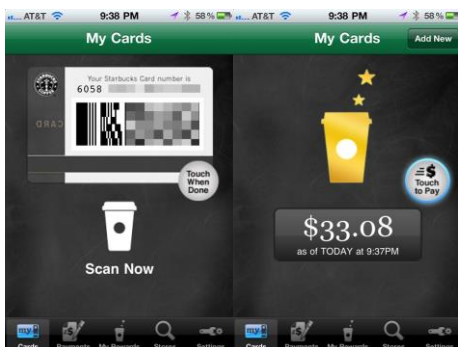 AT&T 9:38 PM 58%
My Cards
Your Starbucks Card number is
6058
CARD
Touch
When
Done
Scan Now
Cards Payments My Rewards Stores Settings
AT&T 9:38 PM 58%
My Cards Add New
$
Touch
to Pay
$33.08
as of TODAY at 9:37PM
my
Cards Payments My Rewards Stores Settings